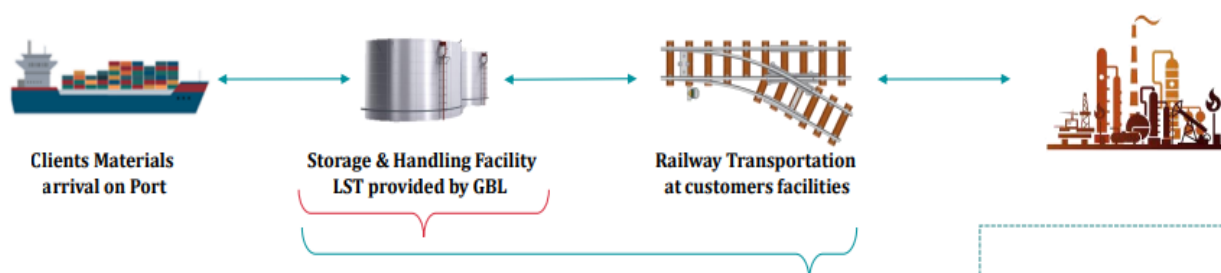 Clients Materials
arrival on Port
Storage & Handling Facility
LST provided by GBL
Railway Transportation
at customers facilities